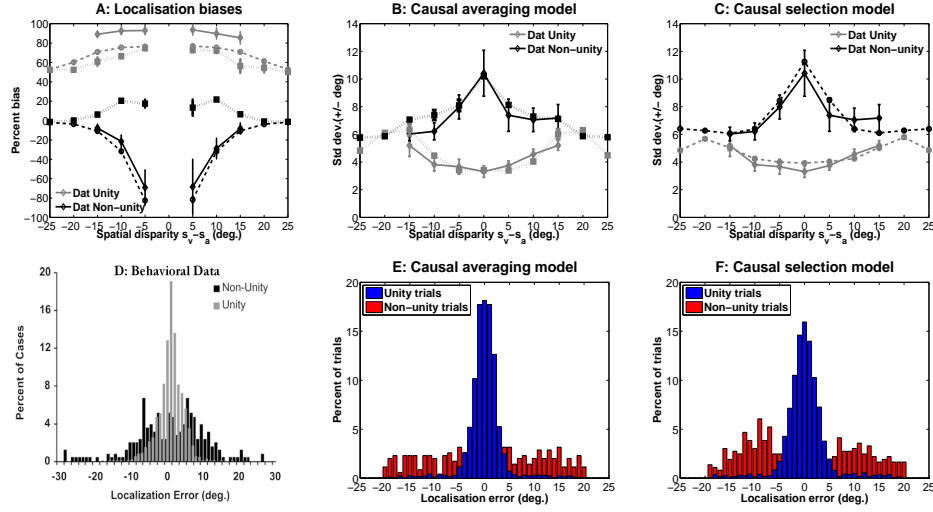 A: Localisation biases
100
80
60
40
20
0
−20
−40
−60
−80
−100
Percent bias
Dat Unity
Dat Non−unity
−25 −20 −15 −10 −5 0 5 10 15 20 25
Spatial disparity sv−sa (deg.)
B: Causal averaging model
14
12
10
8
6
4
2
0
Std dev.(+/− deg)
Dat Unity
Dat Non−unity
−25 −20 −15 −10 −5 0 5 10 15 20 25
Spatial disparity sv−sa (deg.)
C: Causal selection model
14
12
10
8
6
4
2
0
Std dev.(+/− deg)
Dat Unity
Dat Non−unity
−25 −20 −15 −10 −5 0 5 10 15 20 25
Spatial disparity sv−sa (deg.)
D: Behavioral Data
20
16
12
8
4
0
Percent of Cases
Non-Unity
Unity
-30 -20 -10 0 10 20 30
Localization Error (deg.)
E: Causal averaging model
20
15
10
5
0
Percent of trials
Unity trials
Non−unity trials
−25 −20 −15 −10 −5 0 5 10 15 20 25
Localisation error (deg.)
F: Causal selection model
20
15
10
5
0
Percent of trials
Unity trials
Non−unity trials
−25 −20 −15 −10 −5 0 5 10 15 20 25
Localisation error (deg.)